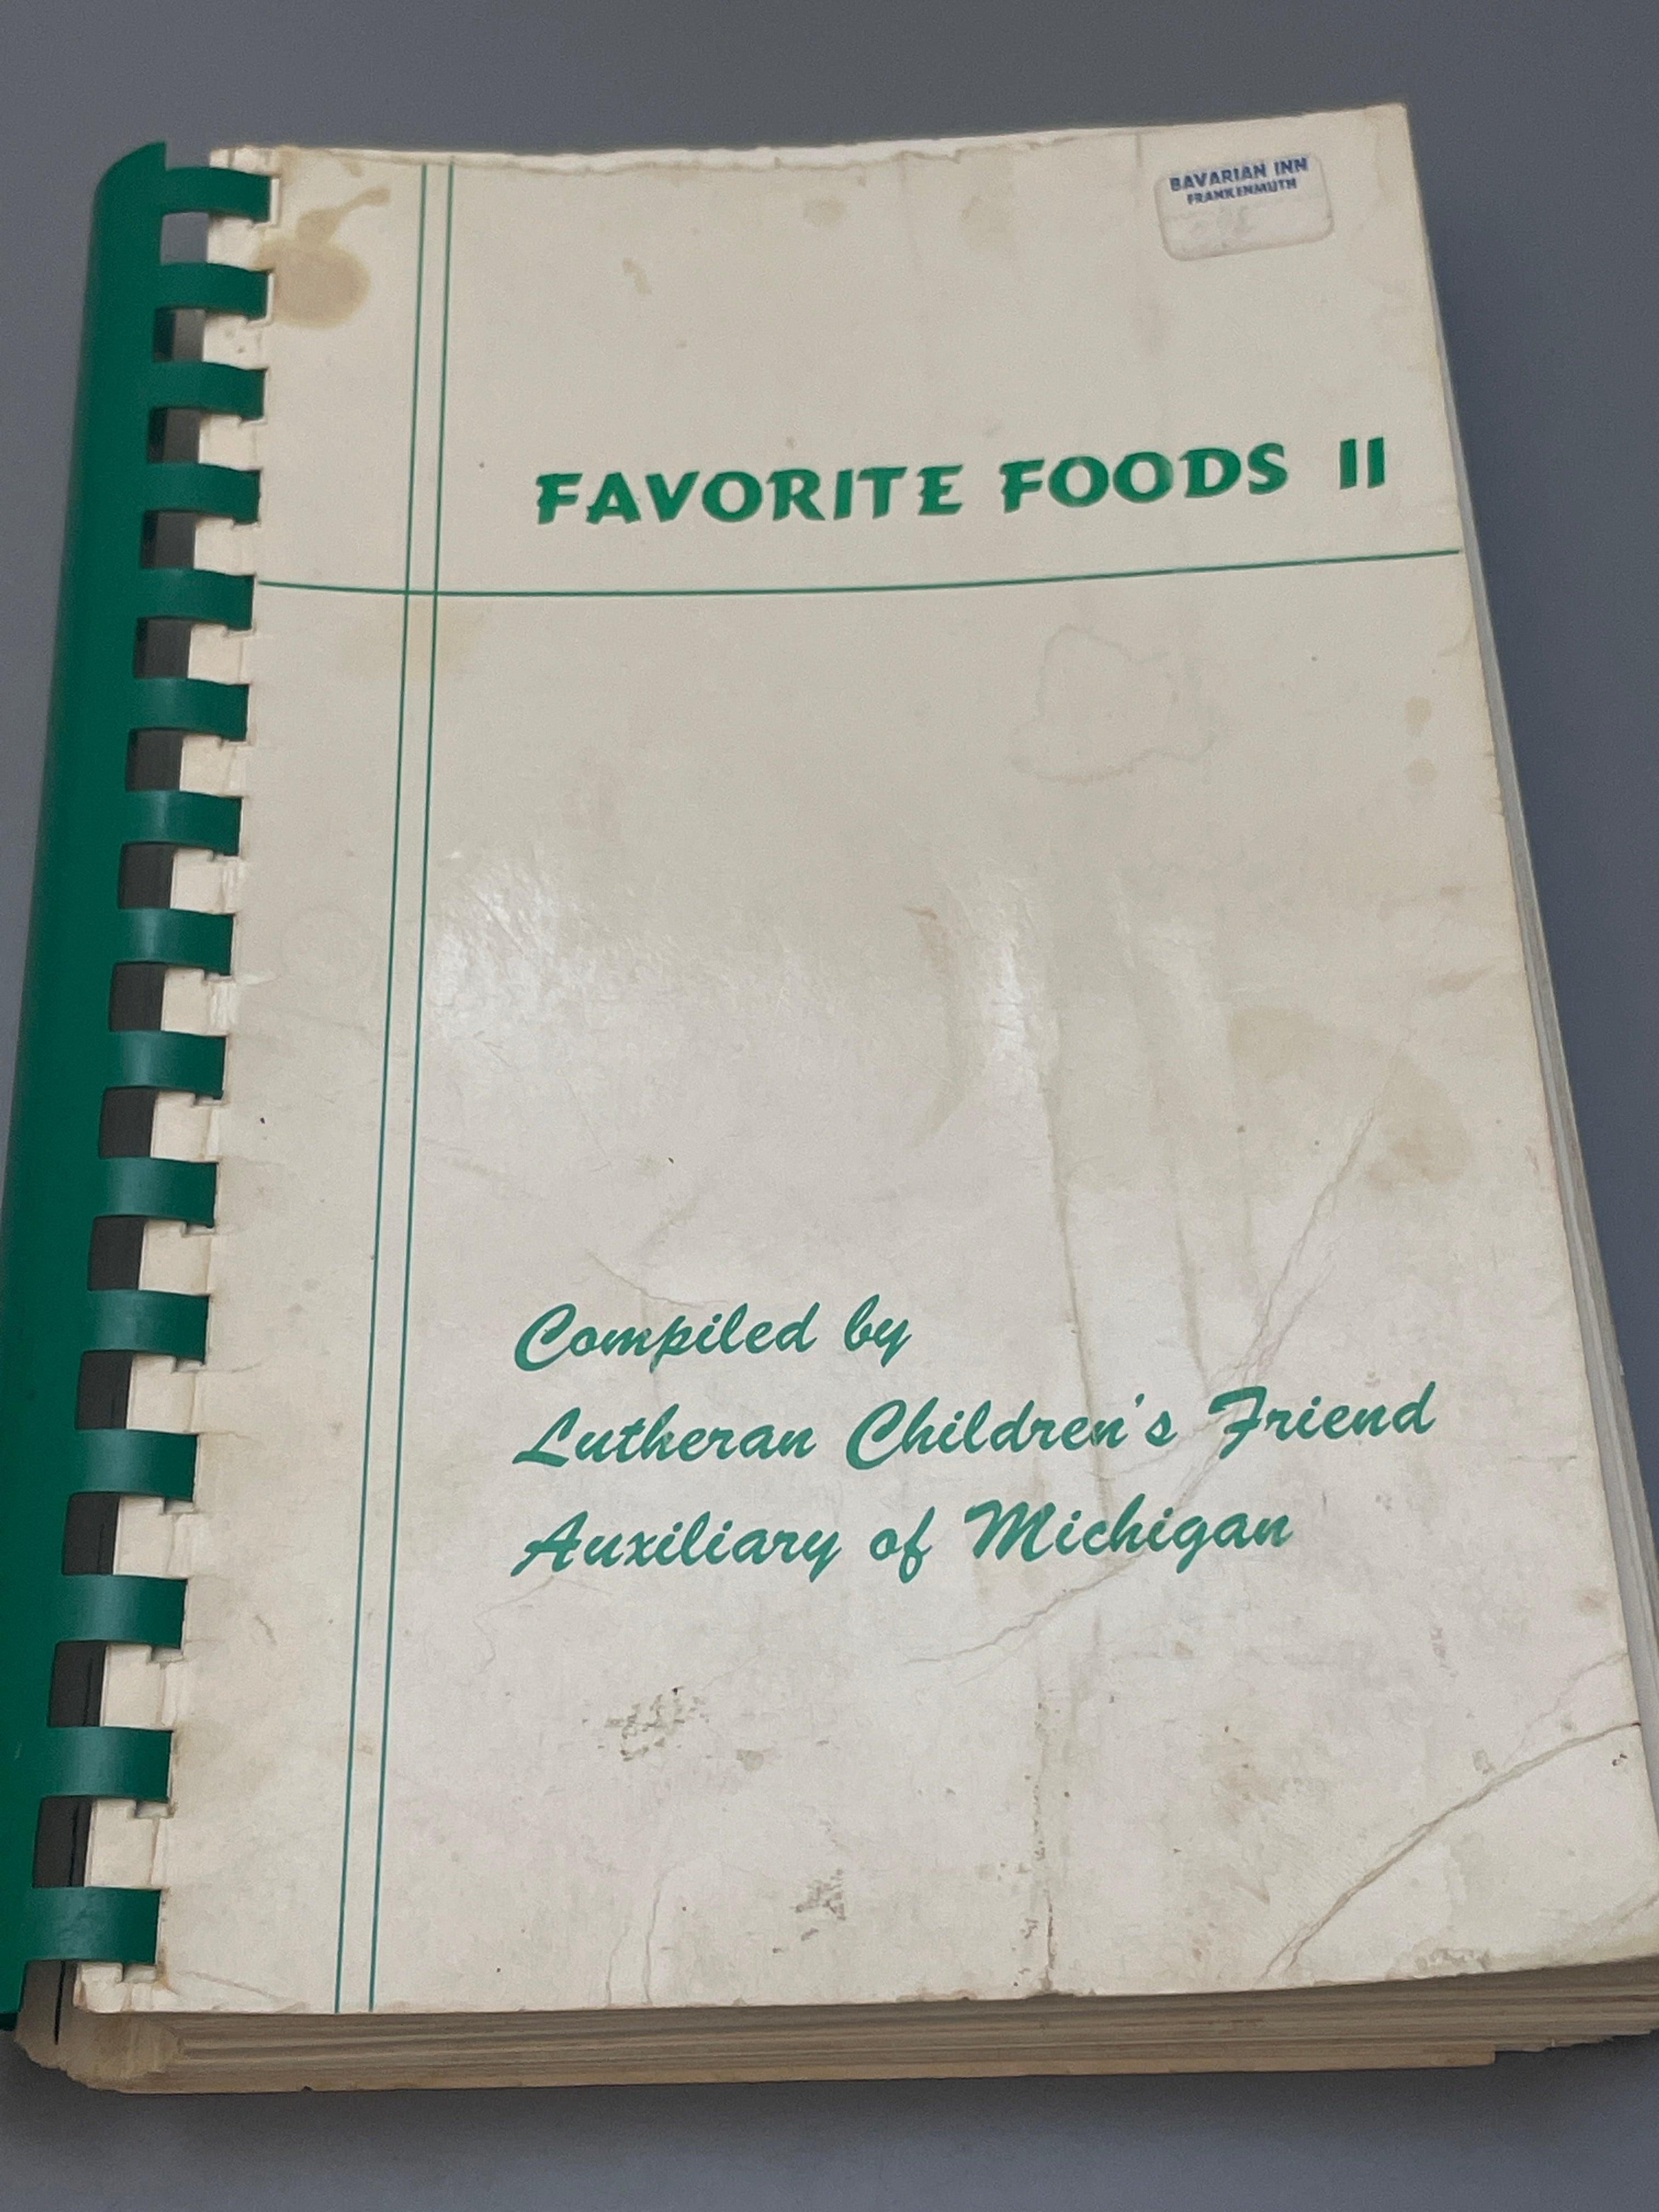 BAVARIAN INN
FRANKENMUTH
FAVORITE FOODS II
Compiled by
Lutheran Children's Friend
Auxiliary of Michigan